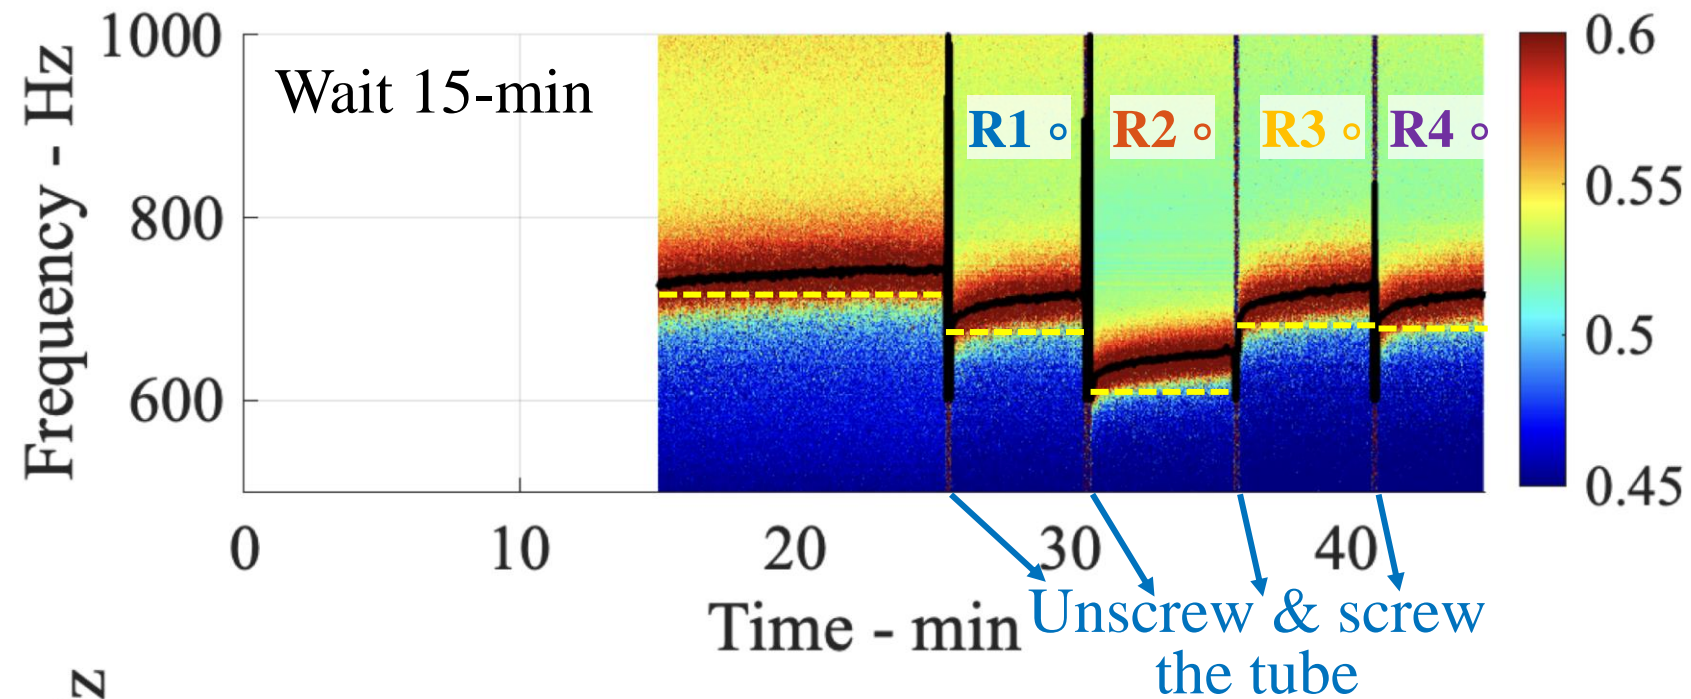 1000
800
600
Frequency - Hz
Wait 15-min
R1 ∘
R2 ∘
R3 ∘
R4 ∘
0.6
0.55
0.5
0.45
0
10
20
30
40
Time - min
Unscrew & screw
the tube
z